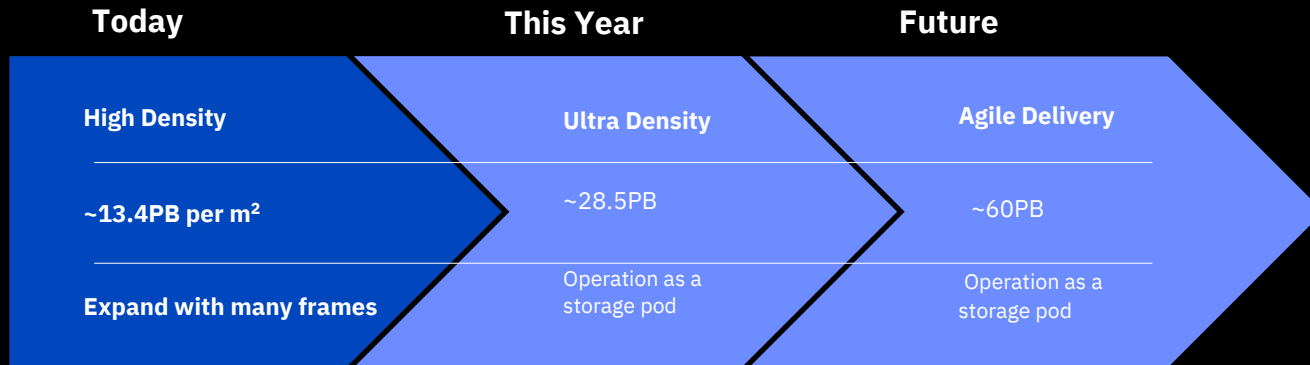 Today
This Year
Future
High Density
Ultra Density
Agile Delivery
~13.4PB per m²
~28.5PB
~60PB
Expand with many frames
Operation as a
storage pod
Operation as a
storage pod